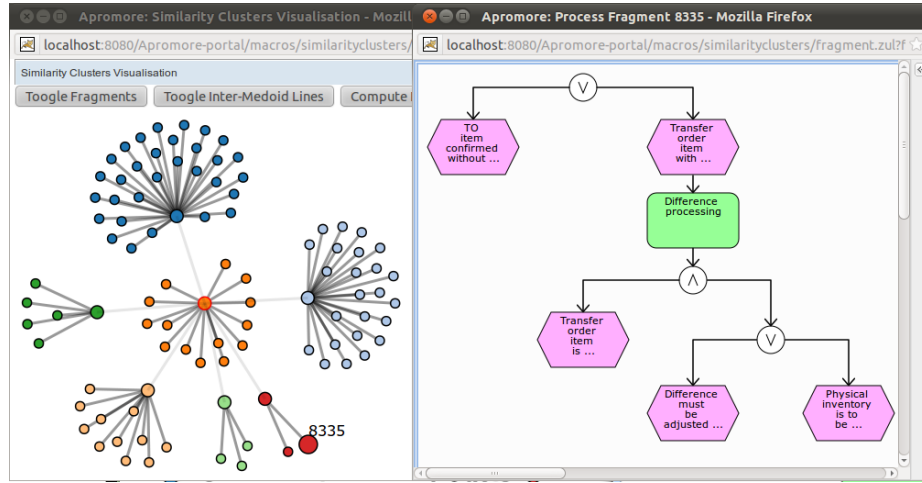 Apromore: Similarity Clusters Visualisation - Mozill
localhost:8080/Apromore-portal/macros/similarityclusters/
Similarity Clusters Visualisation
Toogle Fragments
Toogle Inter-Medoid Lines
Compute
8335
Apromore: Process Fragment 8335 - Mozilla Firefox
localhost:8080/Apromore-portal/macros/similarityclusters/fragment.zul?f
V
TO
item
confirmed
without ...
Transfer
order
item
with ...
Difference
processing
Λ
Transfer
order
item
is ...
V
Difference
must
be
adjusted ...
Physical
inventory
is to
be ...